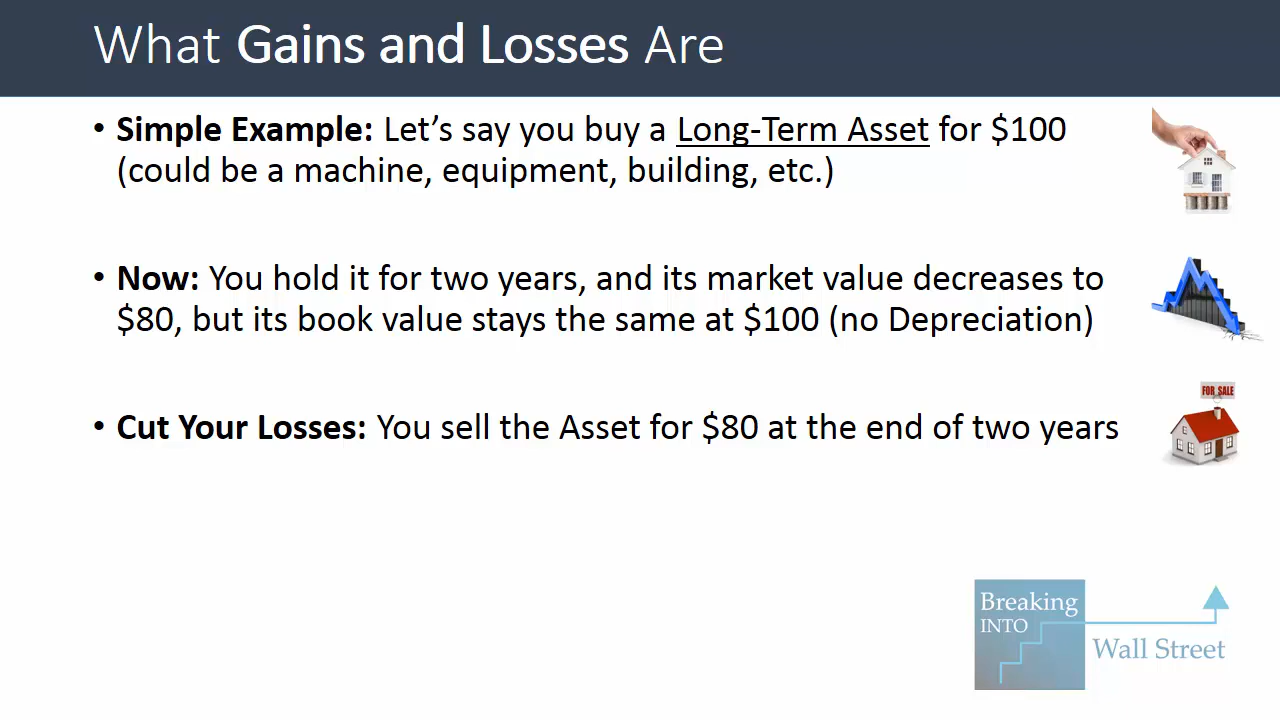 What Gains and Losses Are
• Simple Example: Let’s say you buy a Long-Term Asset for $100
(could be a machine, equipment, building, etc.)
• Now: You hold it for two years, and its market value decreases to
$80, but its book value stays the same at $100 (no Depreciation)
FOR SALE
• Cut Your Losses: You sell the Asset for $80 at the end of two years
Breaking
INTO
Wall Street